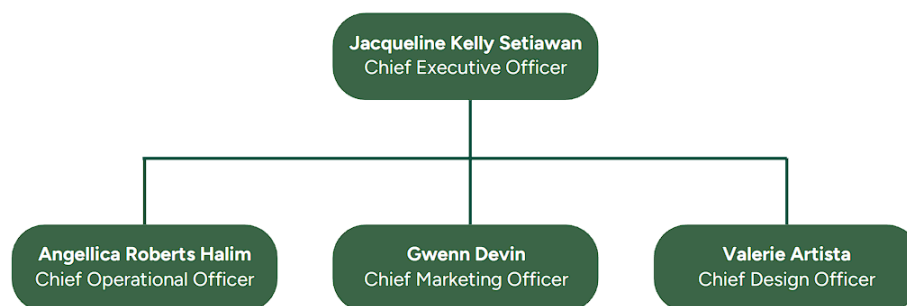 Jacqueline Kelly Setiawan
Chief Executive Officer
Angellica Roberts Halim
Chief Operational Officer
Gwenn Devin
Chief Marketing Officer
Valerie Artista
Chief Design Officer